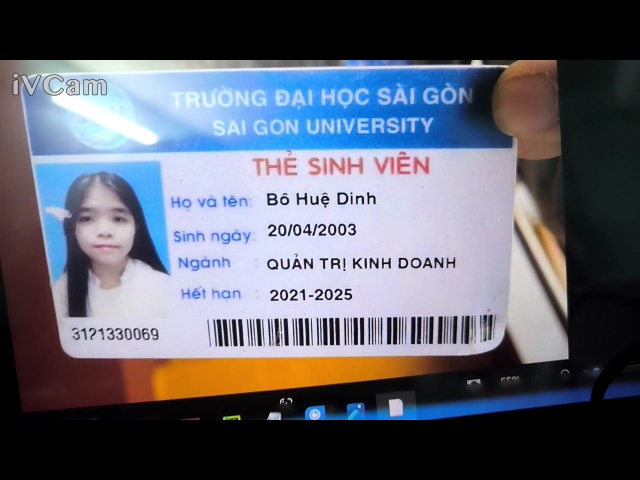 iVCam
TRƯỜNG ĐẠI HỌC SÀI GÒN
SAI GON UNIVERSITY
THẺ SINH VIÊN
Họ và tên: Bô Huệ Dinh
Sinh ngày: 20/04/2003
Ngành QUẢN TRỊ KINH DOANH
Hết hạn : 2021-2025
3121330069